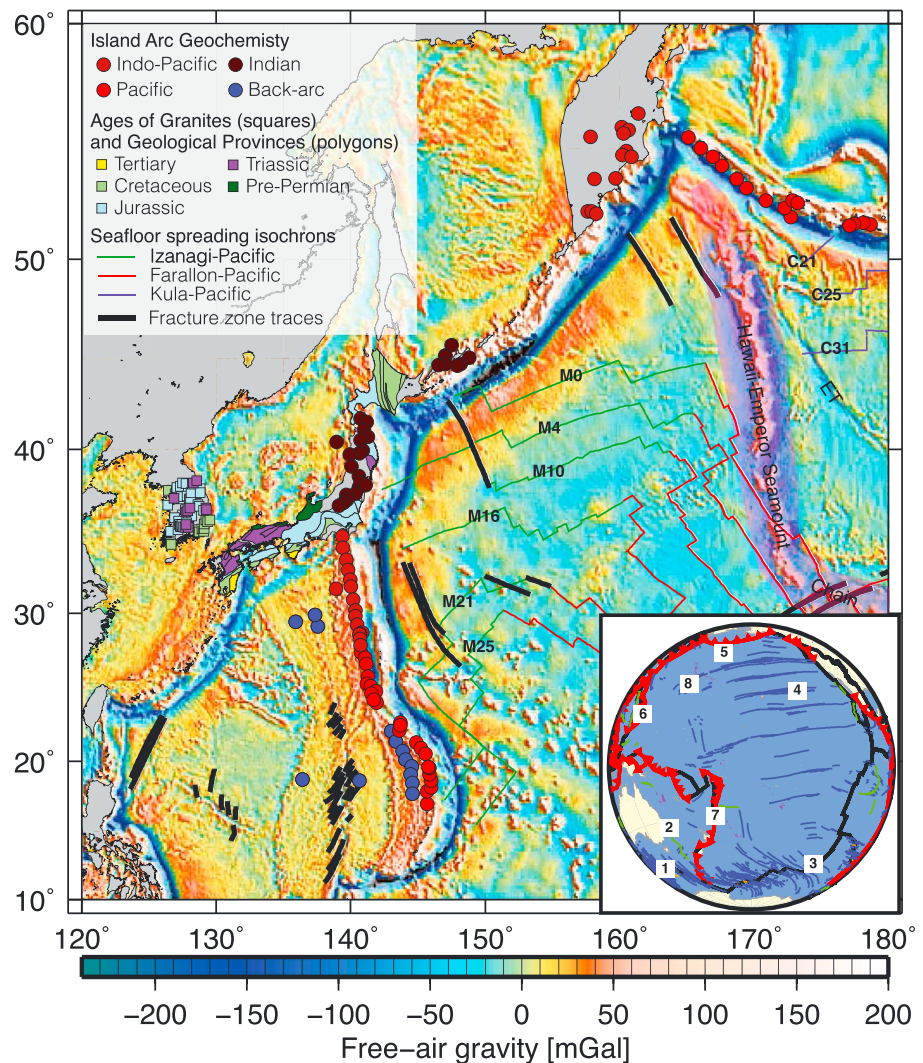 60°
50°
40°
30°
20°
10°
Island Arc Geochemisty
Indo-Pacific
Indian
Pacific
Back-arc
Ages of Granites (squares)
and Geological Provinces (polygons)
Tertiary
Triassic
Cretaceous
Pre-Permian
Jurassic
Seafloor spreading isochrons
Izanagi-Pacific
Farallon-Pacific
Kula-Pacific
Fracture zone traces
C21
C25
C31
ET
Hawaii-Emperor Seamount
Chain
M0
M4
M10
M16
M21
M25
5
8
4
6
7
2
1
3
120°
130°
140°
150°
160°
170°
180°
−200
−150
−100
−50
0
50
100
150
200
Free−air gravity [mGal]